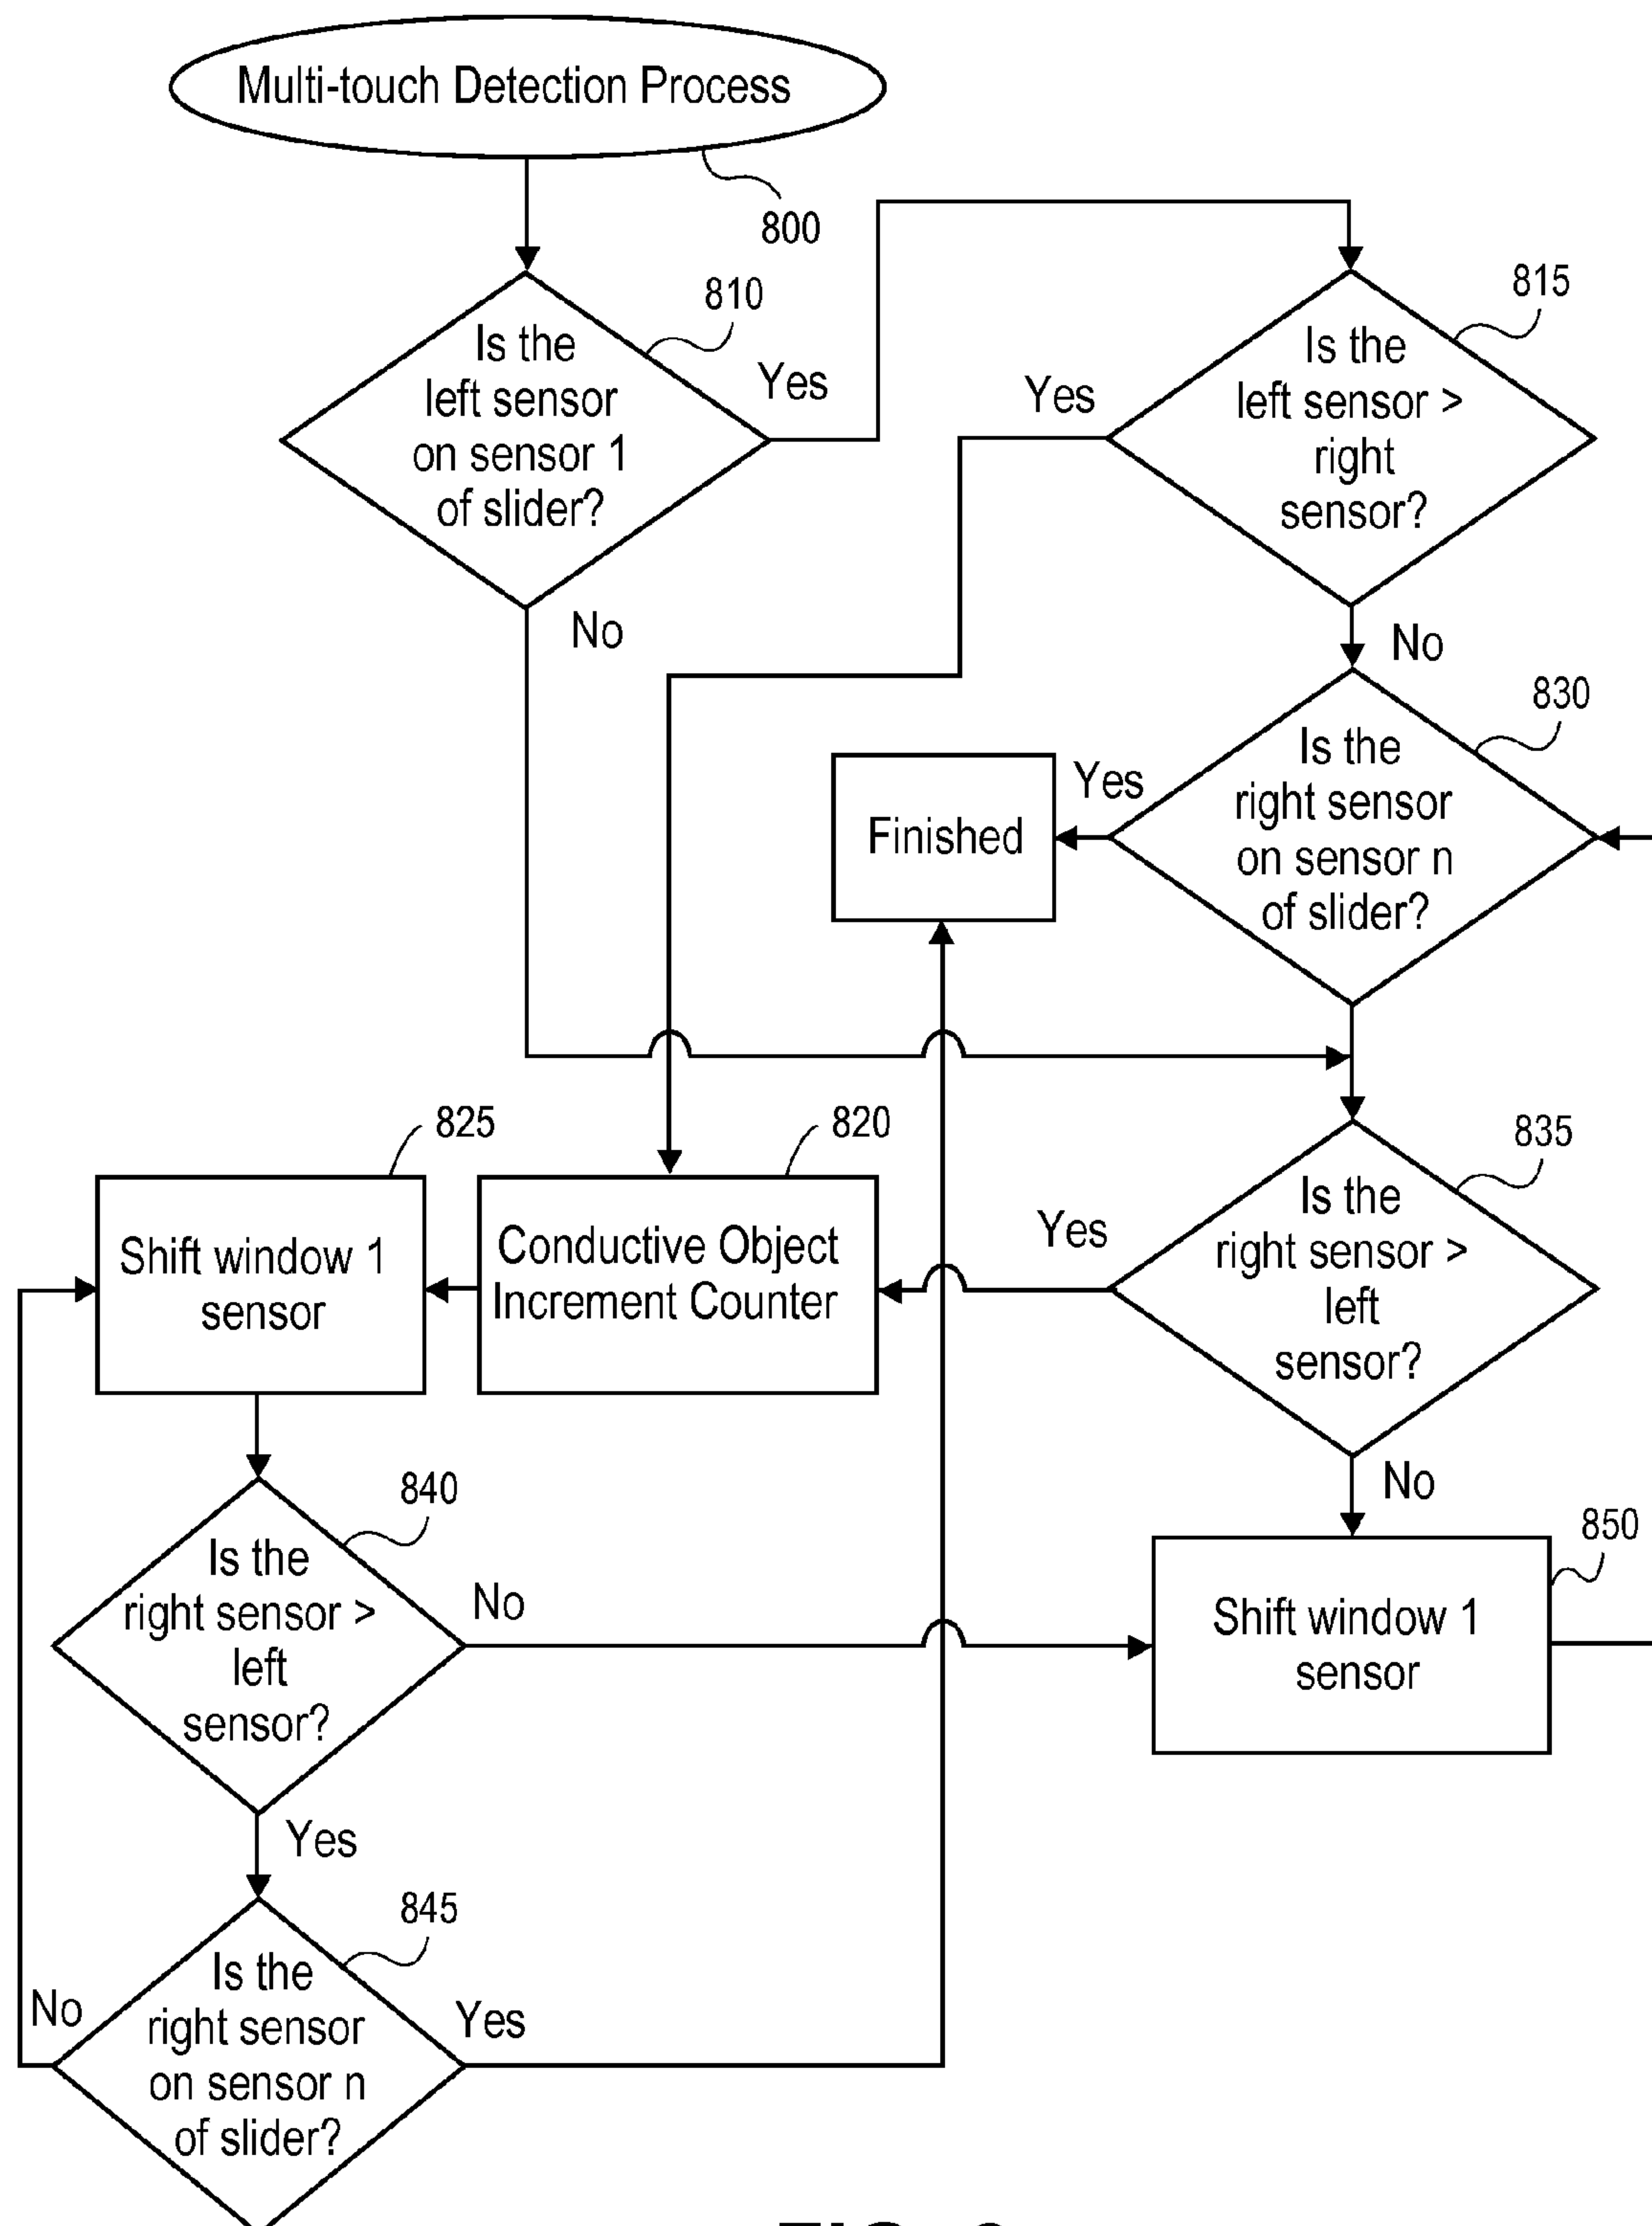 Multi-touch Detection Process
800
810
Is the
left sensor
on sensor 1
of slider?
Yes
No
815
Is the
left sensor >
right
sensor?
Yes
No
830
Is the
right sensor
on sensor n
of slider?
Yes
Finished
835
Is the
right sensor >
left
sensor?
Yes
No
820
Conductive Object
Increment Counter
825
Shift window 1
sensor
840
Is the
right sensor >
left
sensor?
No
Yes
850
Shift window 1
sensor
845
Is the
right sensor
on sensor n
of slider?
No
Yes